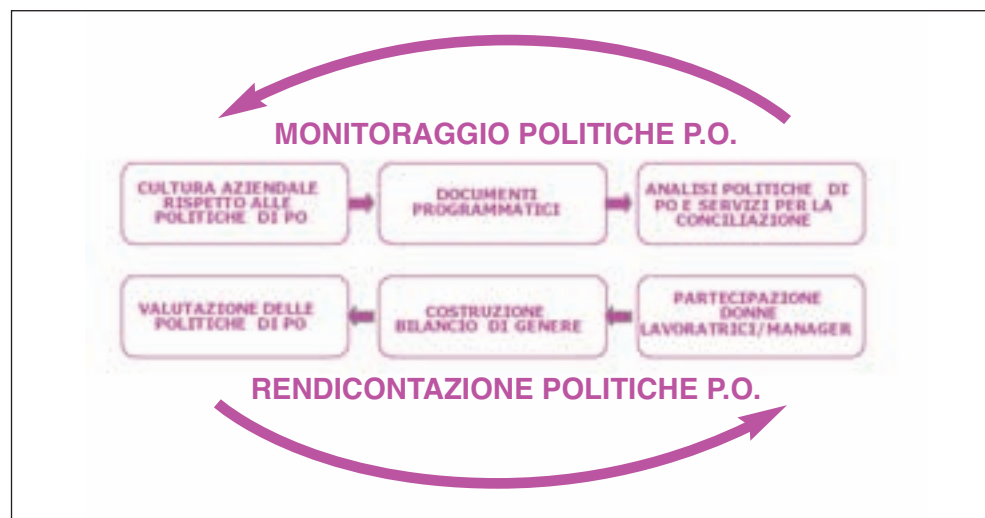 MONITORAGGIO POLITICHE P.O.
CULTURA AZIENDALE
RISPETTO ALLE
POLITICHE DI PO
DOCUMENTI
PROGRAMMATICI
ANALISI POLITICHE DI
PO E SERVIZI PER LA
CONCILIAZIONE
VALUTAZIONE DELLE
POLITICHE DI PO
COSTRUZIONE
BILANCIO DI GENERE
PARTECIPAZIONE
DONNE
LAVORATRICI/MANAGER
RENDICONTAZIONE POLITICHE P.O.